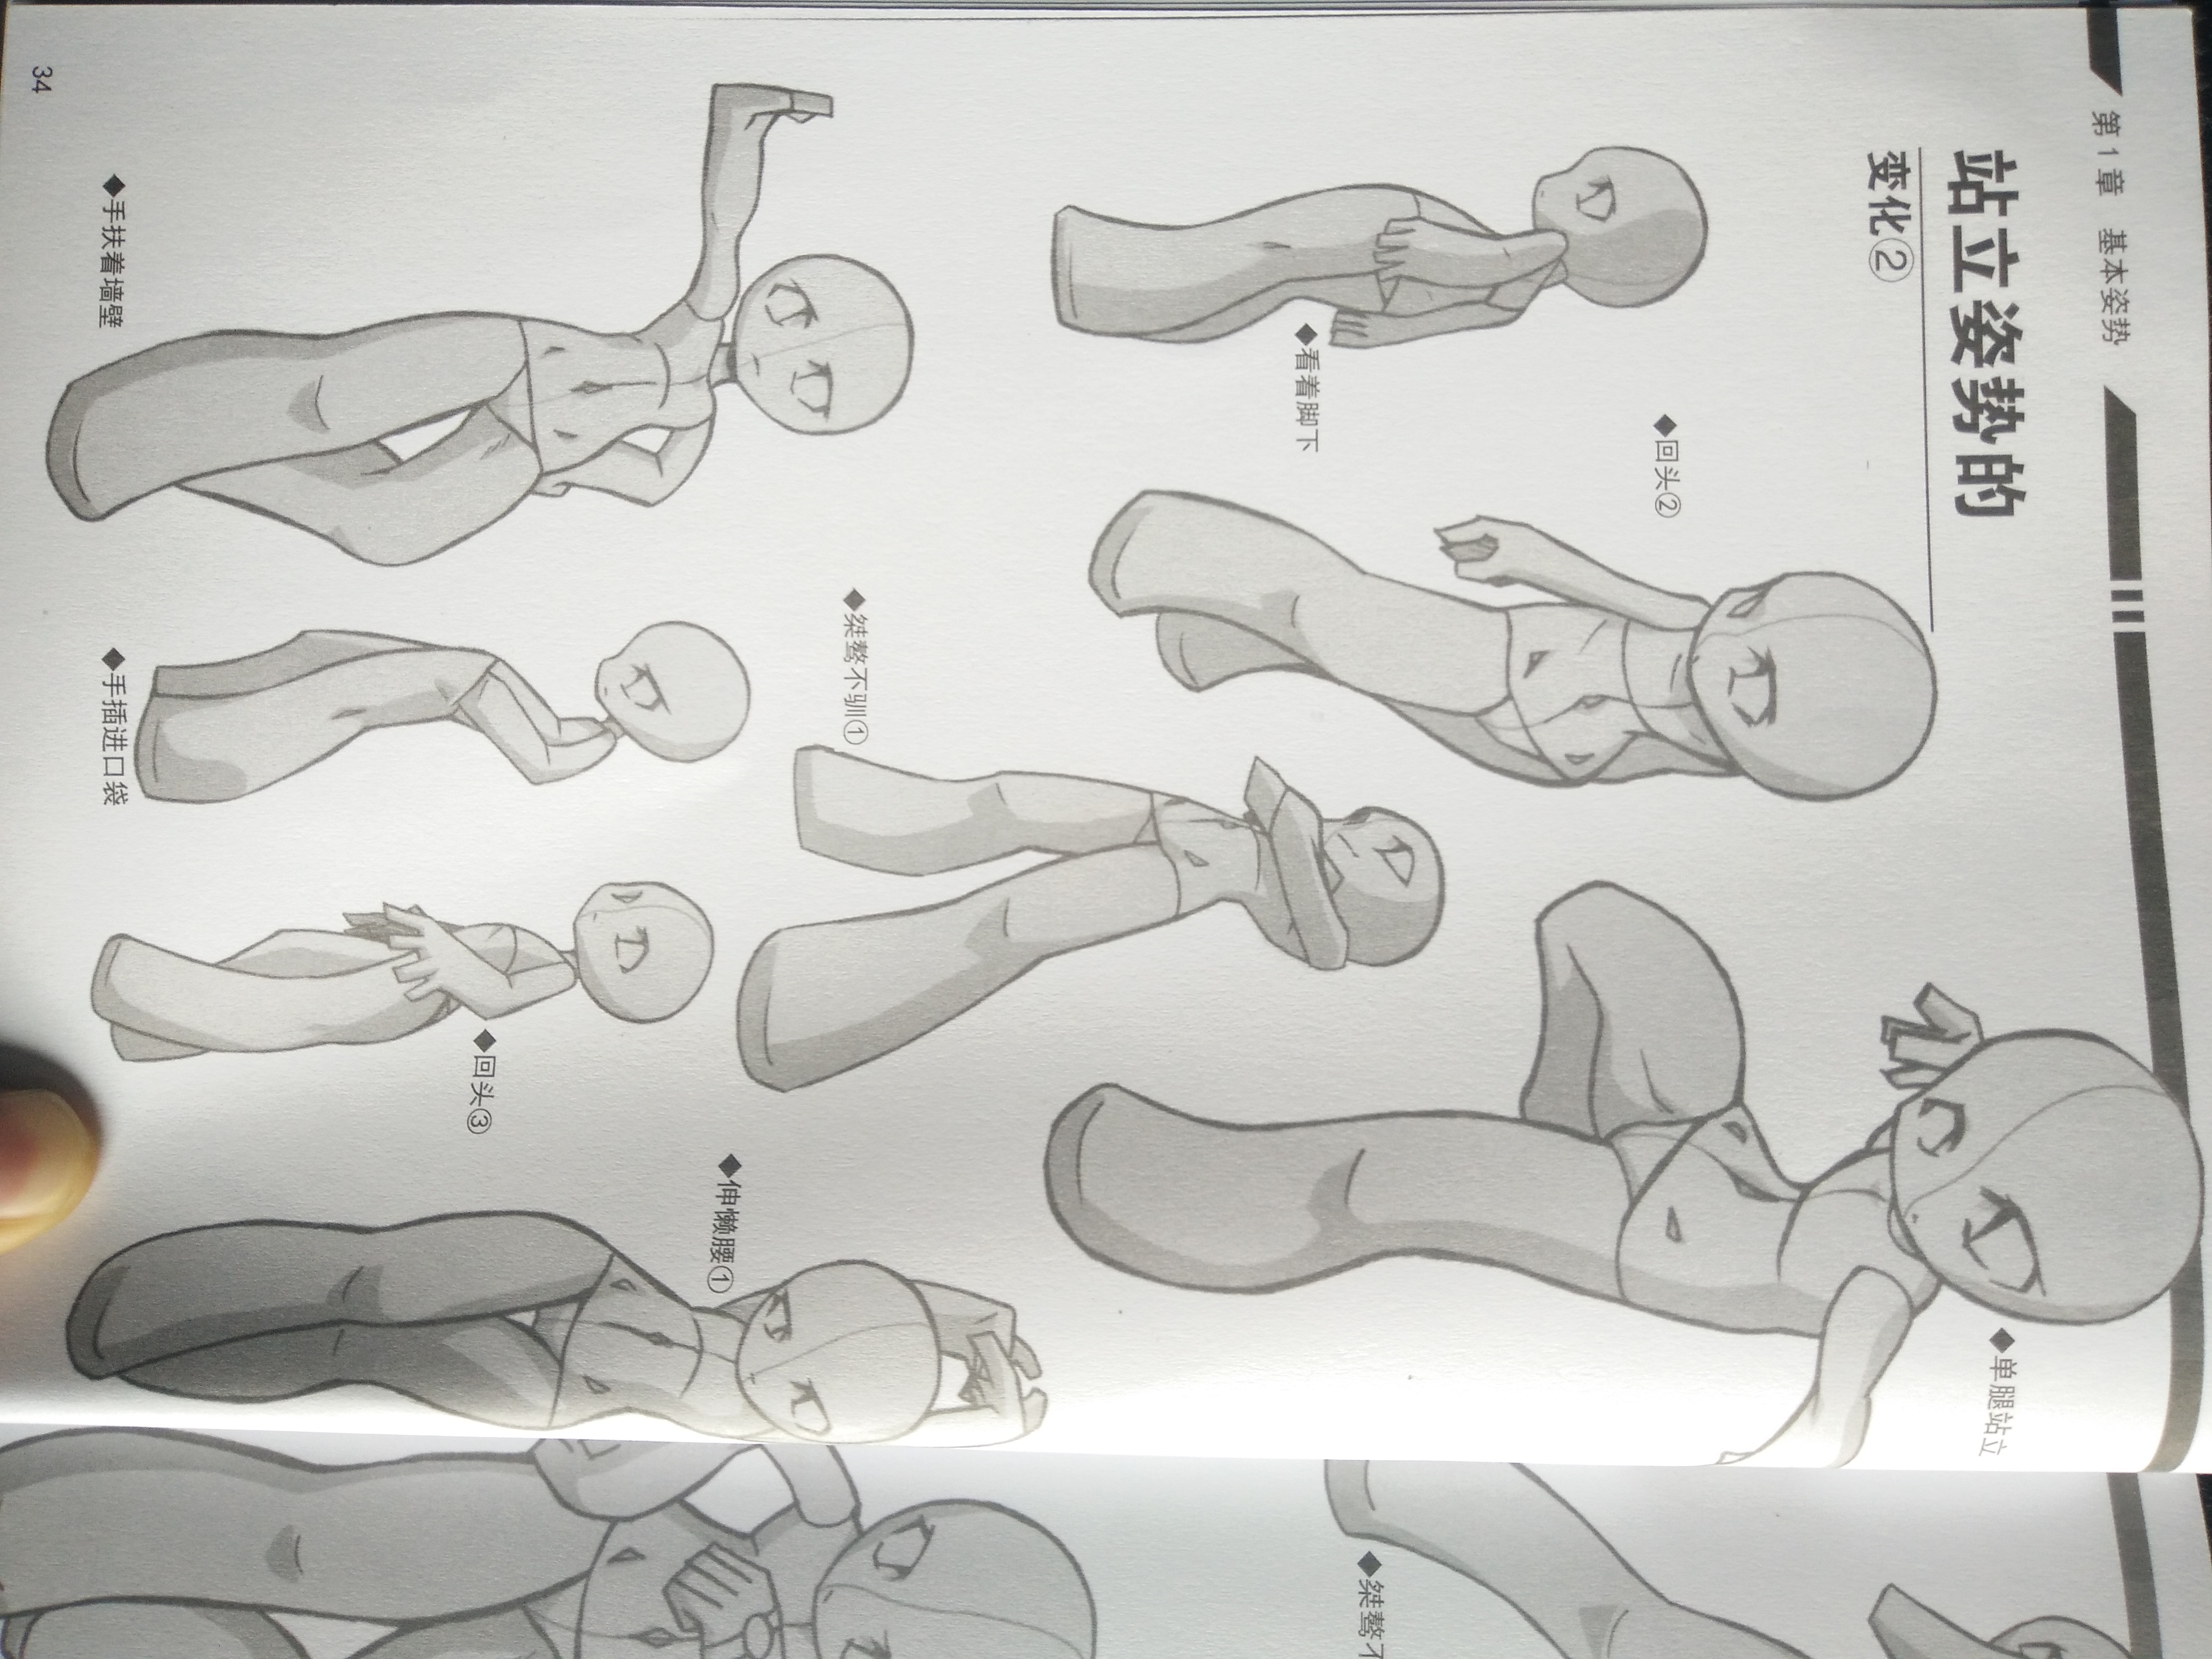 第1章 基本姿势
站立姿势的
变化②
◆回头②
◆看着脚下
◆单腿站立
◆桀骜不驯①
◆手扶着墙壁
◆手插进口袋
◆回头③
◆伸懒腰①
34
◆桀骜不